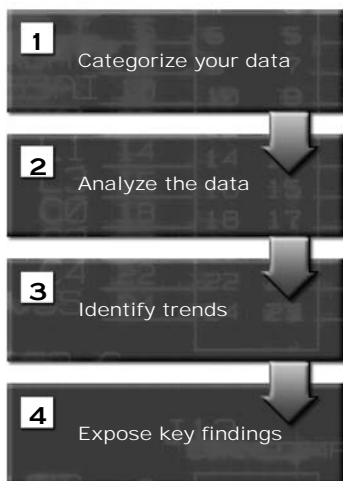 1
Categorize your data
2
Analyze the data
3
Identify trends
4
Expose key findings